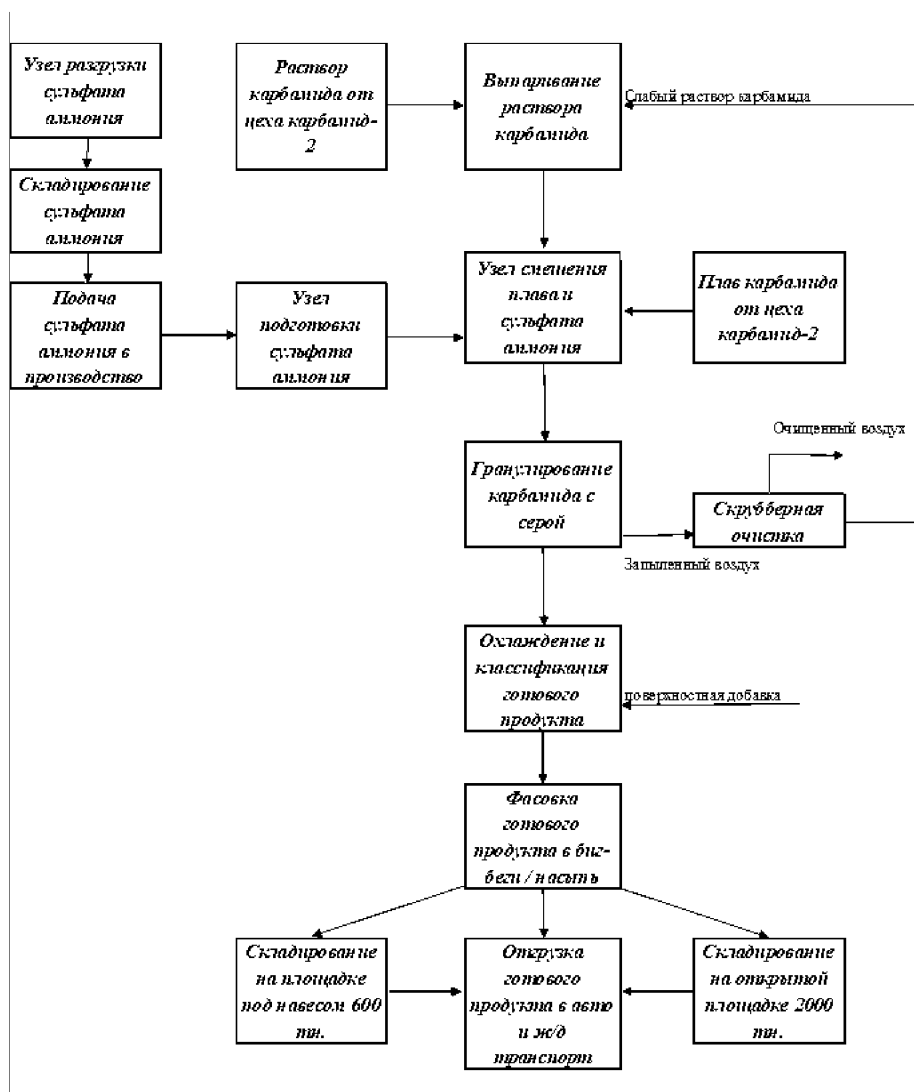 Узел разгрузки
сульфата
аммония
Раствор
карбамида от
цеха карбамид-
2
Выпаривание
раствора
карбамида
Слабый раствор карбамида
Складирование
сульфата
аммония
Подача
сульфата
аммония в
производство
Узел
подготовки
сульфата
аммония
Узел смешения
плава и
сульфата
аммония
Плав карбамида
от цеха
карбамид-2
Очищенный воздух
Гранулирование
карбамида с
серой
Скрубберная
очистка
Запыленный воздух
Охлаждение и
классификация
готового
продукта
поверхностная добавка
Фасовка
готового
продукта в биг-
беги / насыпь
Складирование
на площадке
под навесом 600
тн.
Отгрузка
готового
продукта в авто
и ж/д
транспорт
Складирование
на открытой
площадке 2000
тн.